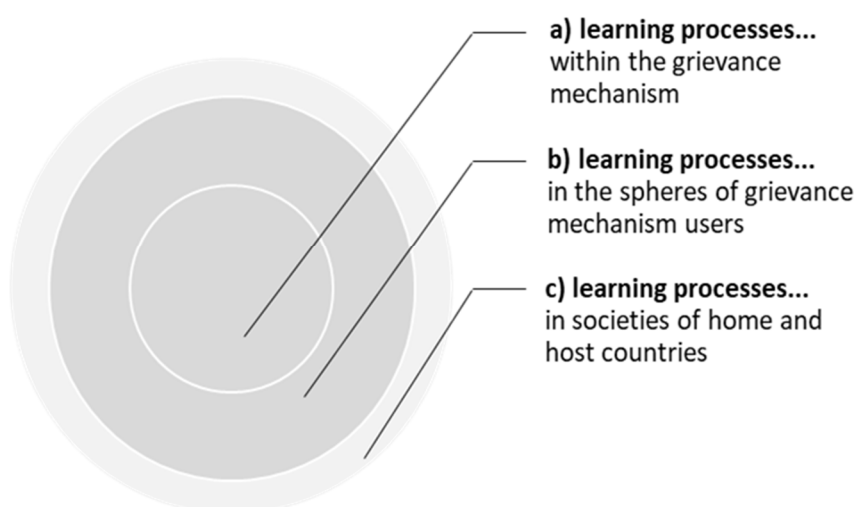 a) learning processes...
within the grievance
mechanism
b) learning processes...
in the spheres of grievance
mechanism users
c) learning processes...
in societies of home and
host countries